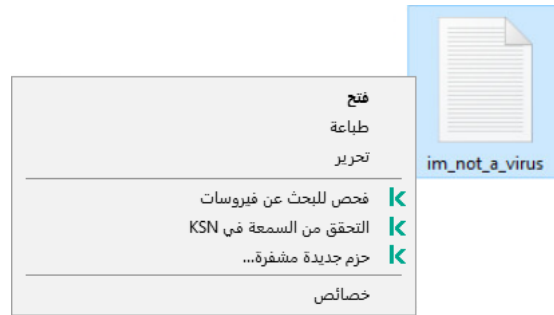 فتح
طباعة
تحرير
im_not_a_virus
فحص للبحث عن فيروسات
التحقق من السمعة في KSN
حزم جديدة مشفرة...
خصائص